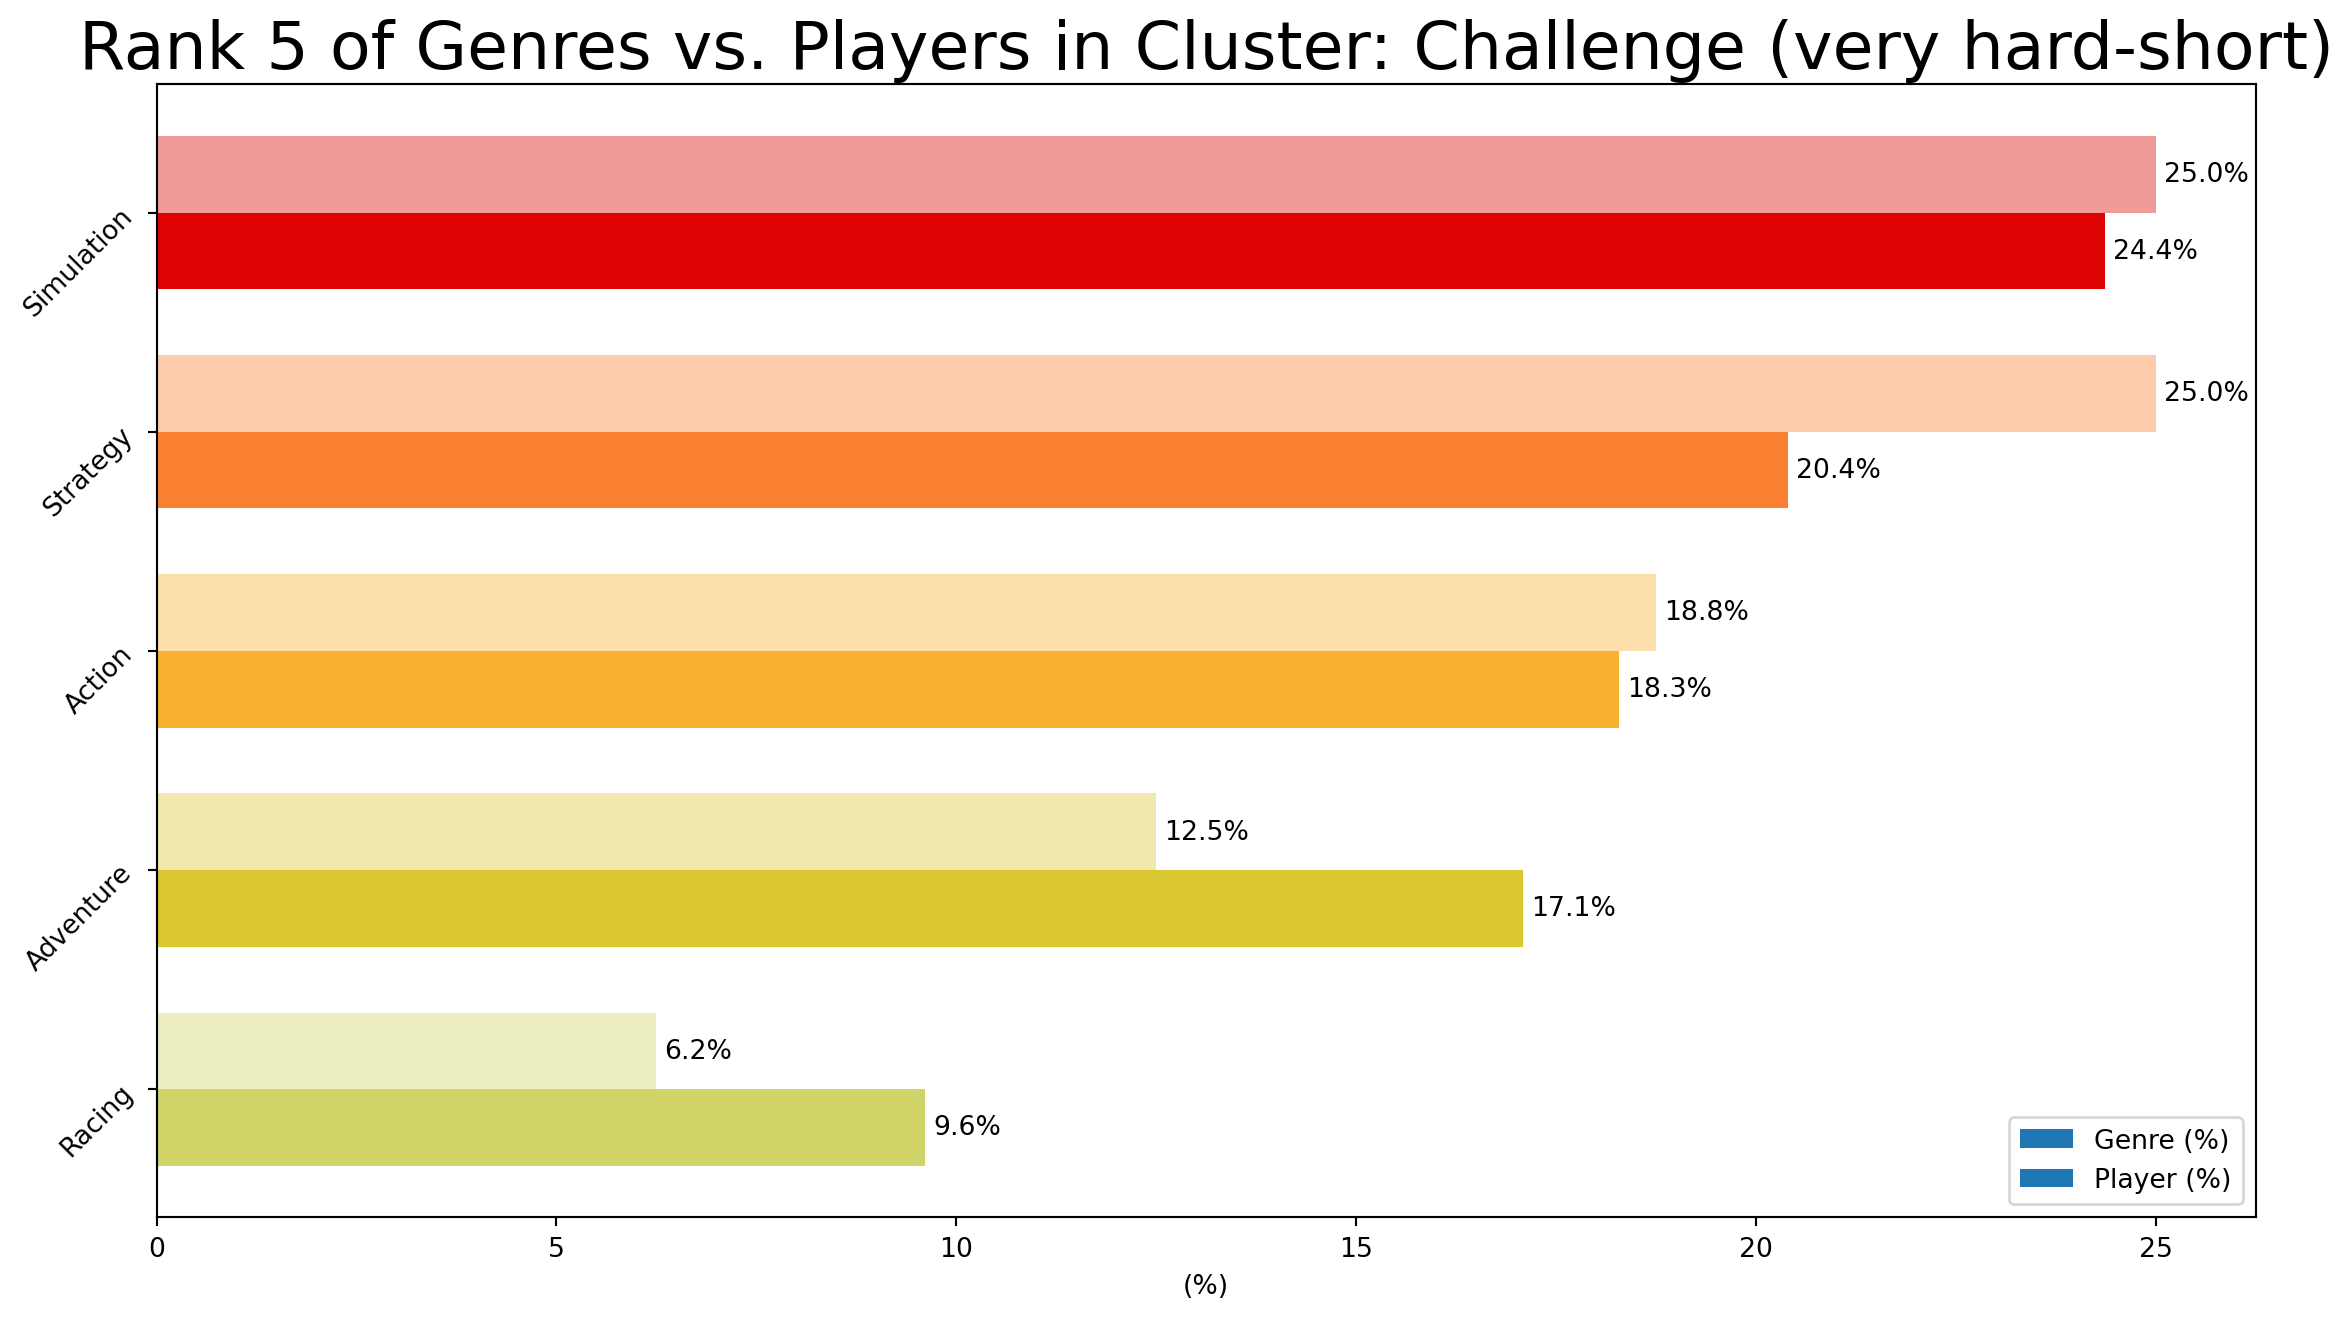 Rank 5 of Genres vs. Players in Cluster: Challenge (very hard-short)
Simulation
25.0%
24.4%
Strategy
25.0%
20.4%
Action
18.8%
18.3%
Adventure
12.5%
17.1%
Racing
6.2%
9.6%
Genre (%)
Player (%)
0 5 10 15 20 25
(%)